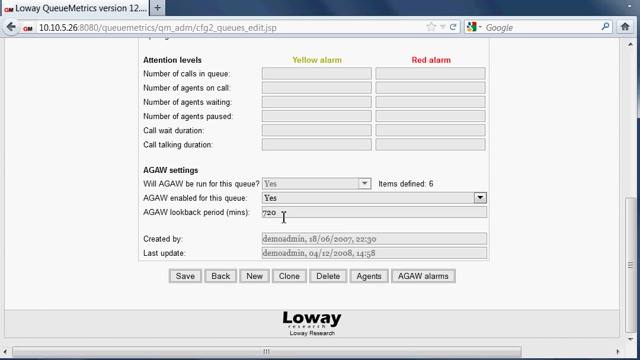 Loway QueueMetrics version 12....
10.10.5.26:8080/queuemetrics/qm_adm/cfg2_queues_edit.jsp
Google
Attention levels Yellow alarm Red alarm
Number of calls in queue:
Number of agents on call:
Number of agents waiting:
Number of agents paused:
Call wait duration:
Call talking duration:
AGAW settings
Will AGAW be run for this queue? Yes Items defined: 6
AGAW enabled for this queue: Yes
AGAW lookback period (mins): 720
Created by: demoadmin, 18/06/2007, 22:30
Last update: demoadmin, 04/12/2008, 14:58
Save Back New Clone Delete Agents AGAW alarms
Loway
research
Loway Research